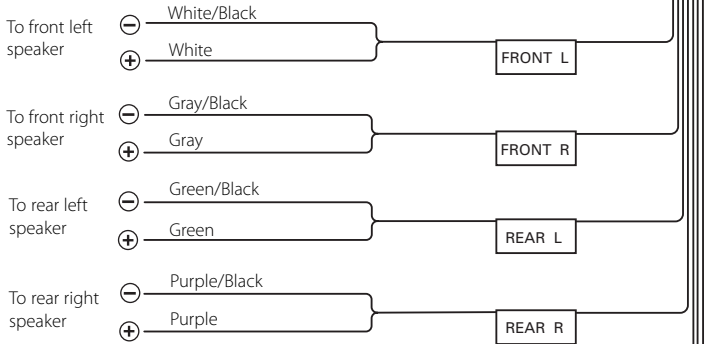 To front left
speaker
⊖
White/Black
⊕
White
FRONT L
To front right
speaker
⊖
Gray/Black
⊕
Gray
FRONT R
To rear left
speaker
⊖
Green/Black
⊕
Green
REAR L
To rear right
speaker
⊖
Purple/Black
⊕
Purple
REAR R